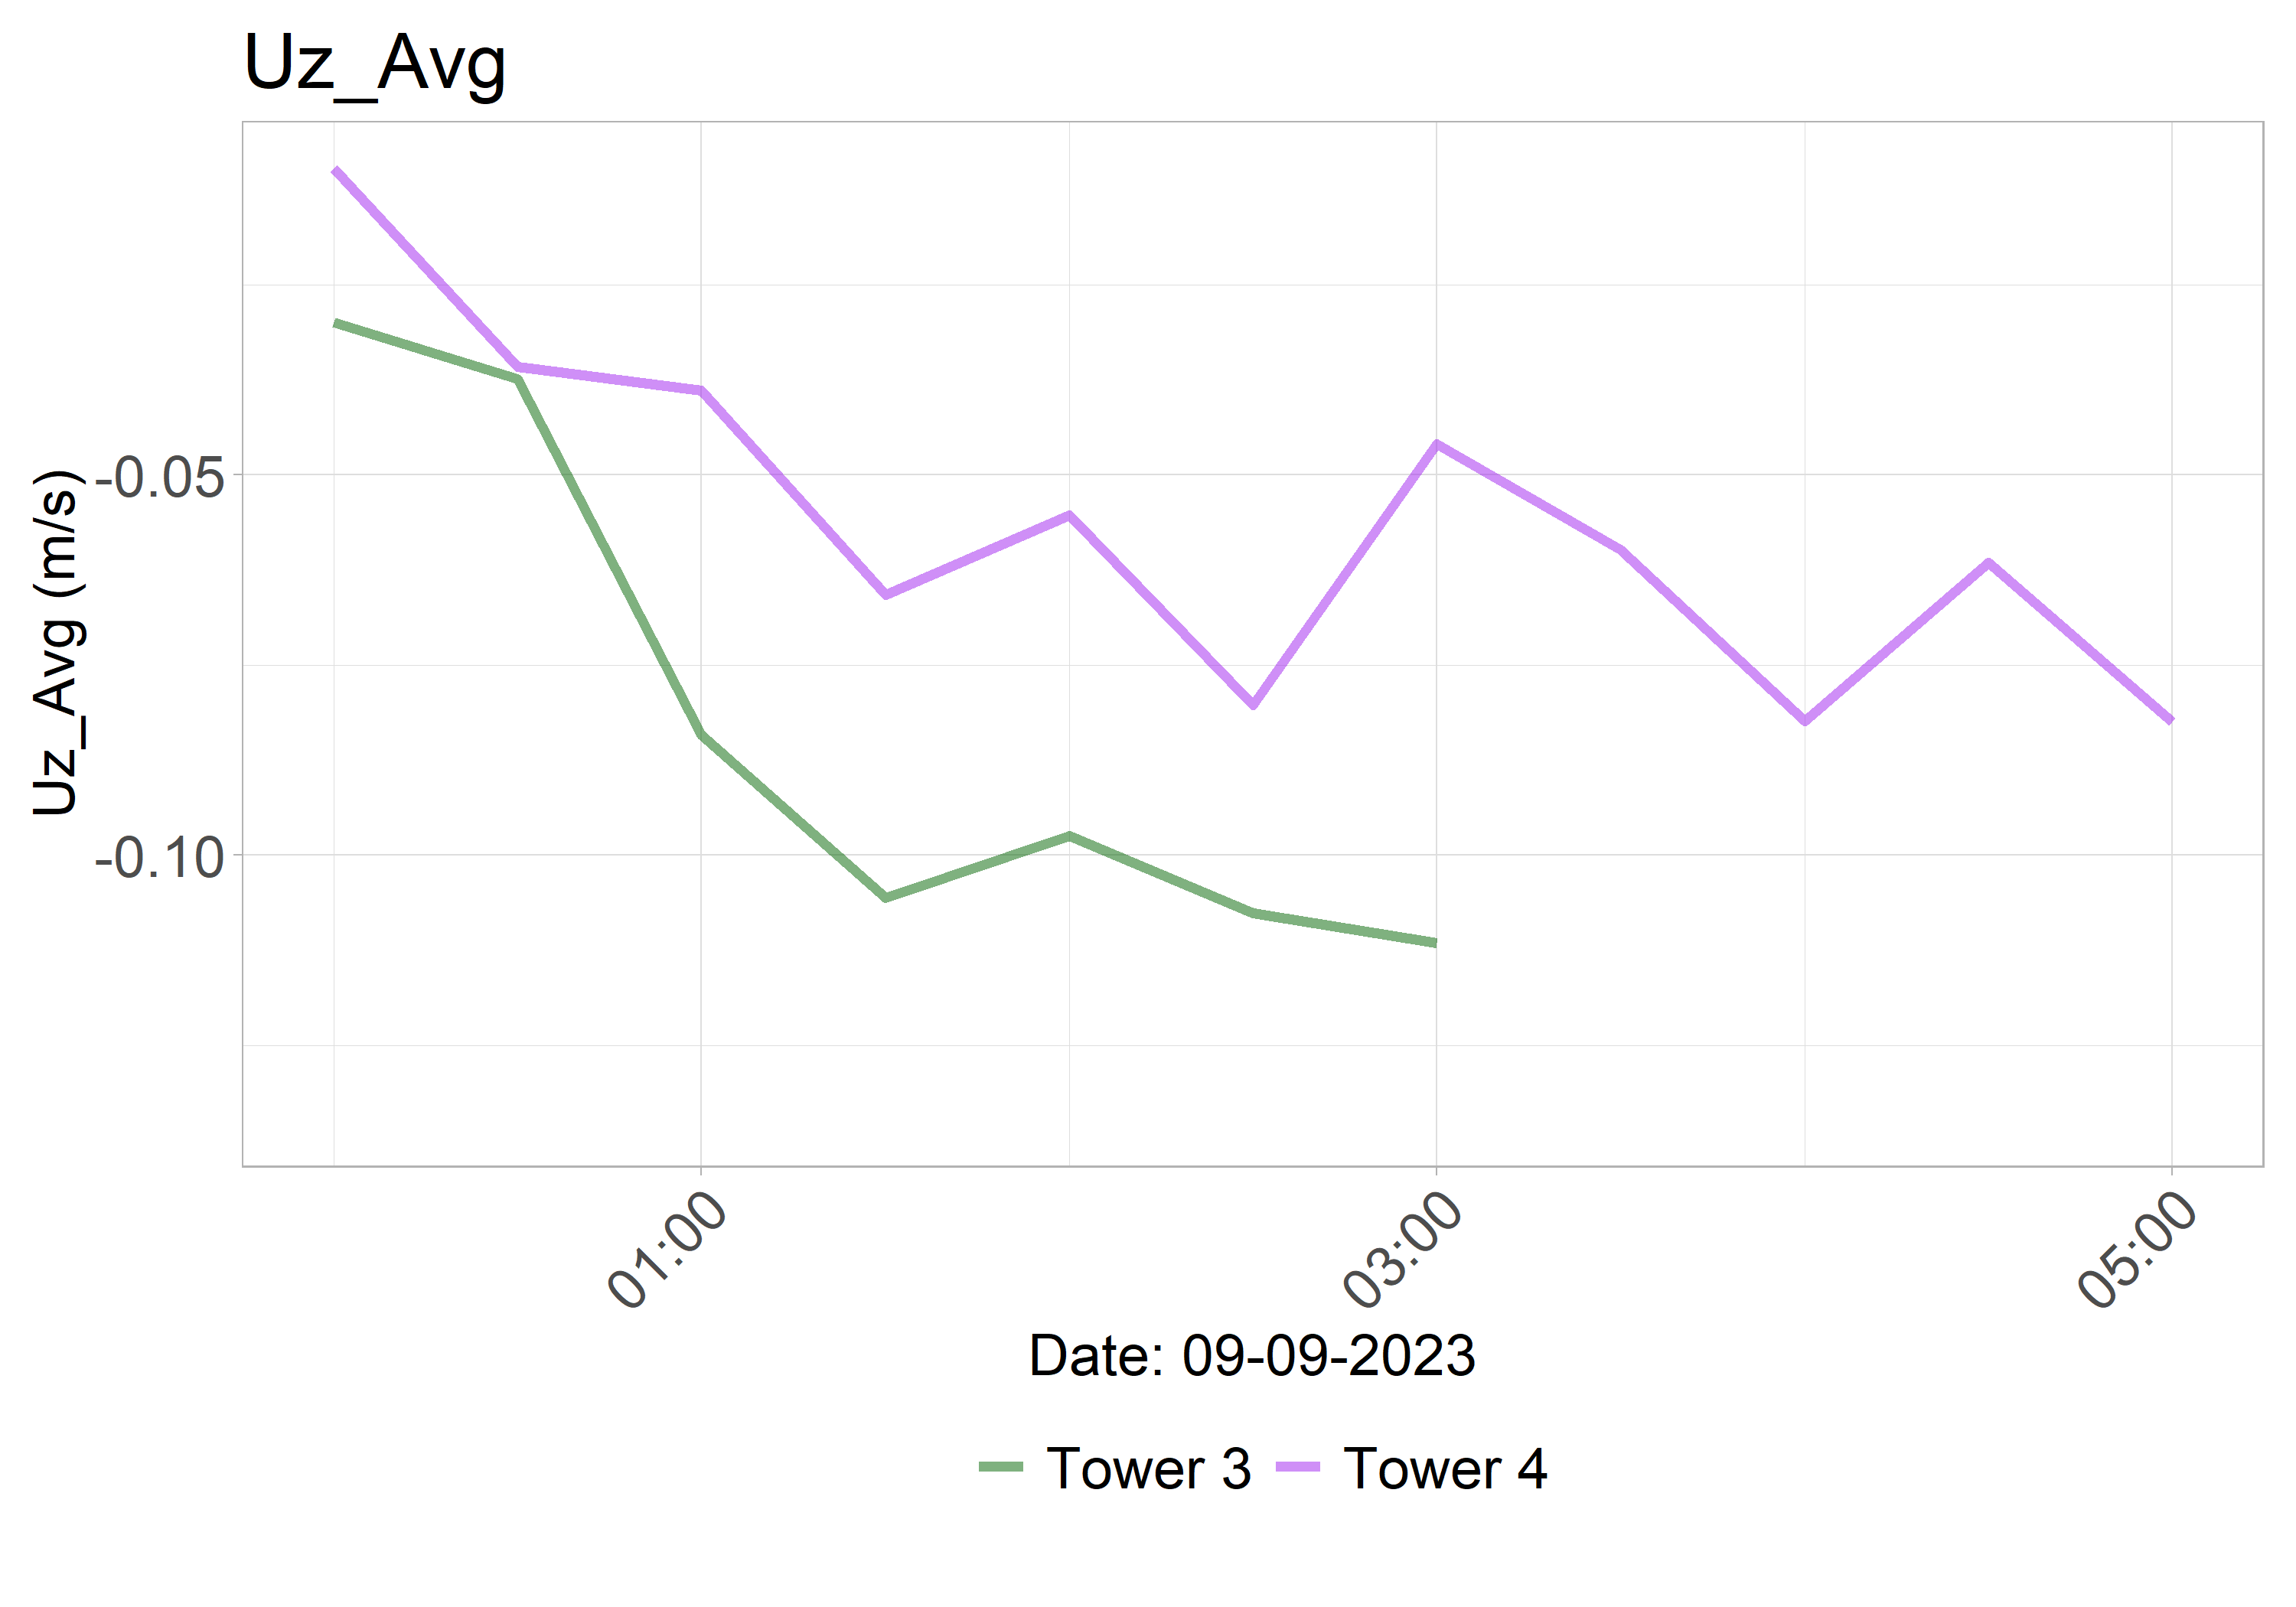 Uz_Avg
Uz_Avg (m/s)
-0.05
-0.10
01:00
03:00
05:00
Date: 09-09-2023
Tower 3
Tower 4